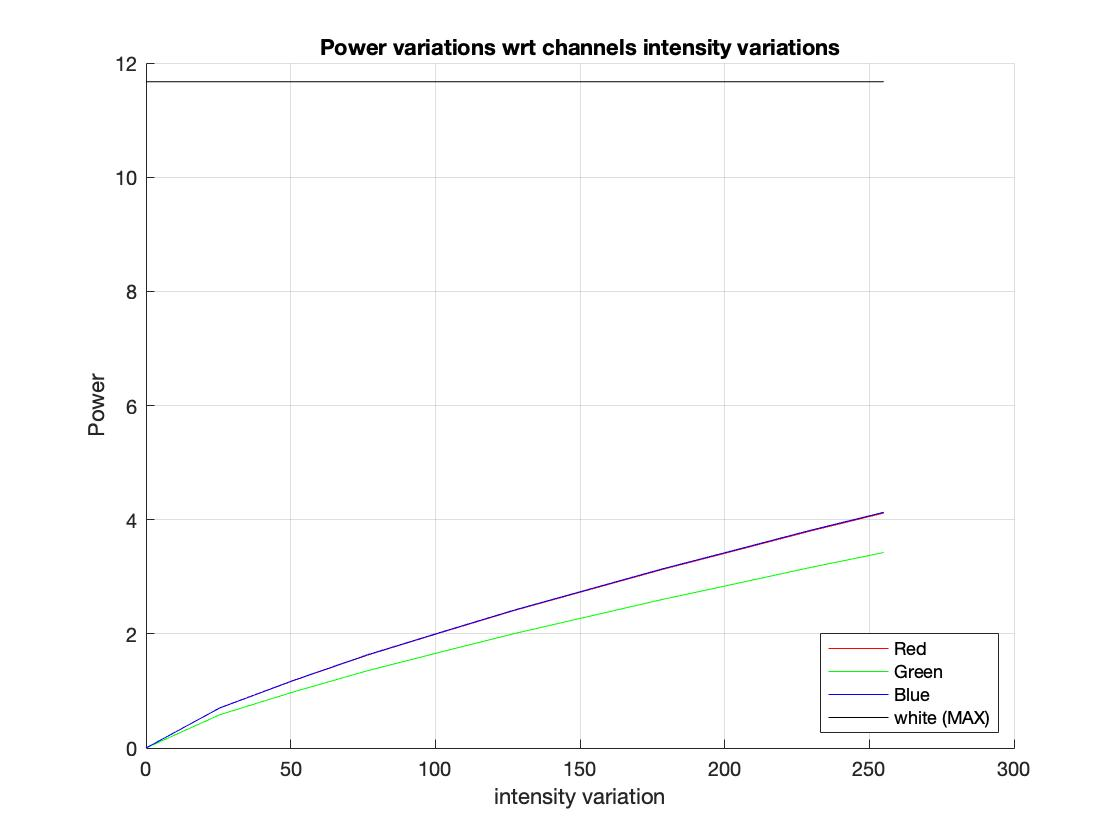 Power variations wrt channels intensity variations
12
10
8
6
4
2
0
Power
0 50 100 150 200 250 300
intensity variation
Red
Green
Blue
white (MAX)